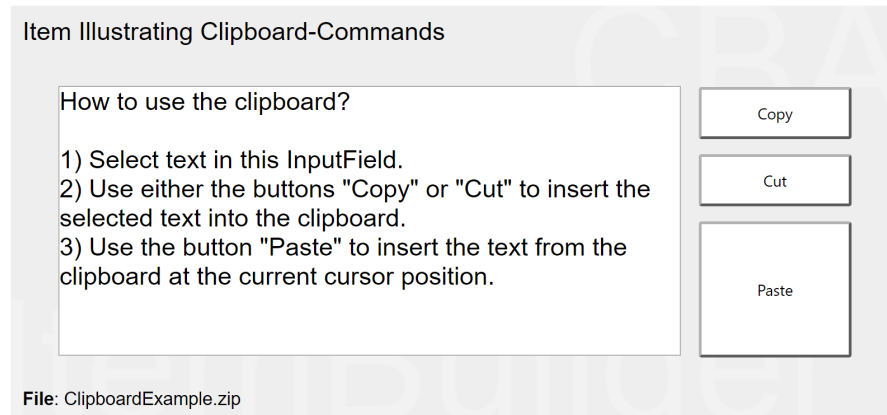 Item Illustrating Clipboard-Commands
How to use the clipboard?
1) Select text in this InputField.
2) Use either the buttons "Copy" or "Cut" to insert the
selected text into the clipboard.
3) Use the button "Paste" to insert the text from the
clipboard at the current cursor position.
Copy
Cut
Paste
CBA
ItemBuilder
File: ClipboardExample.zip